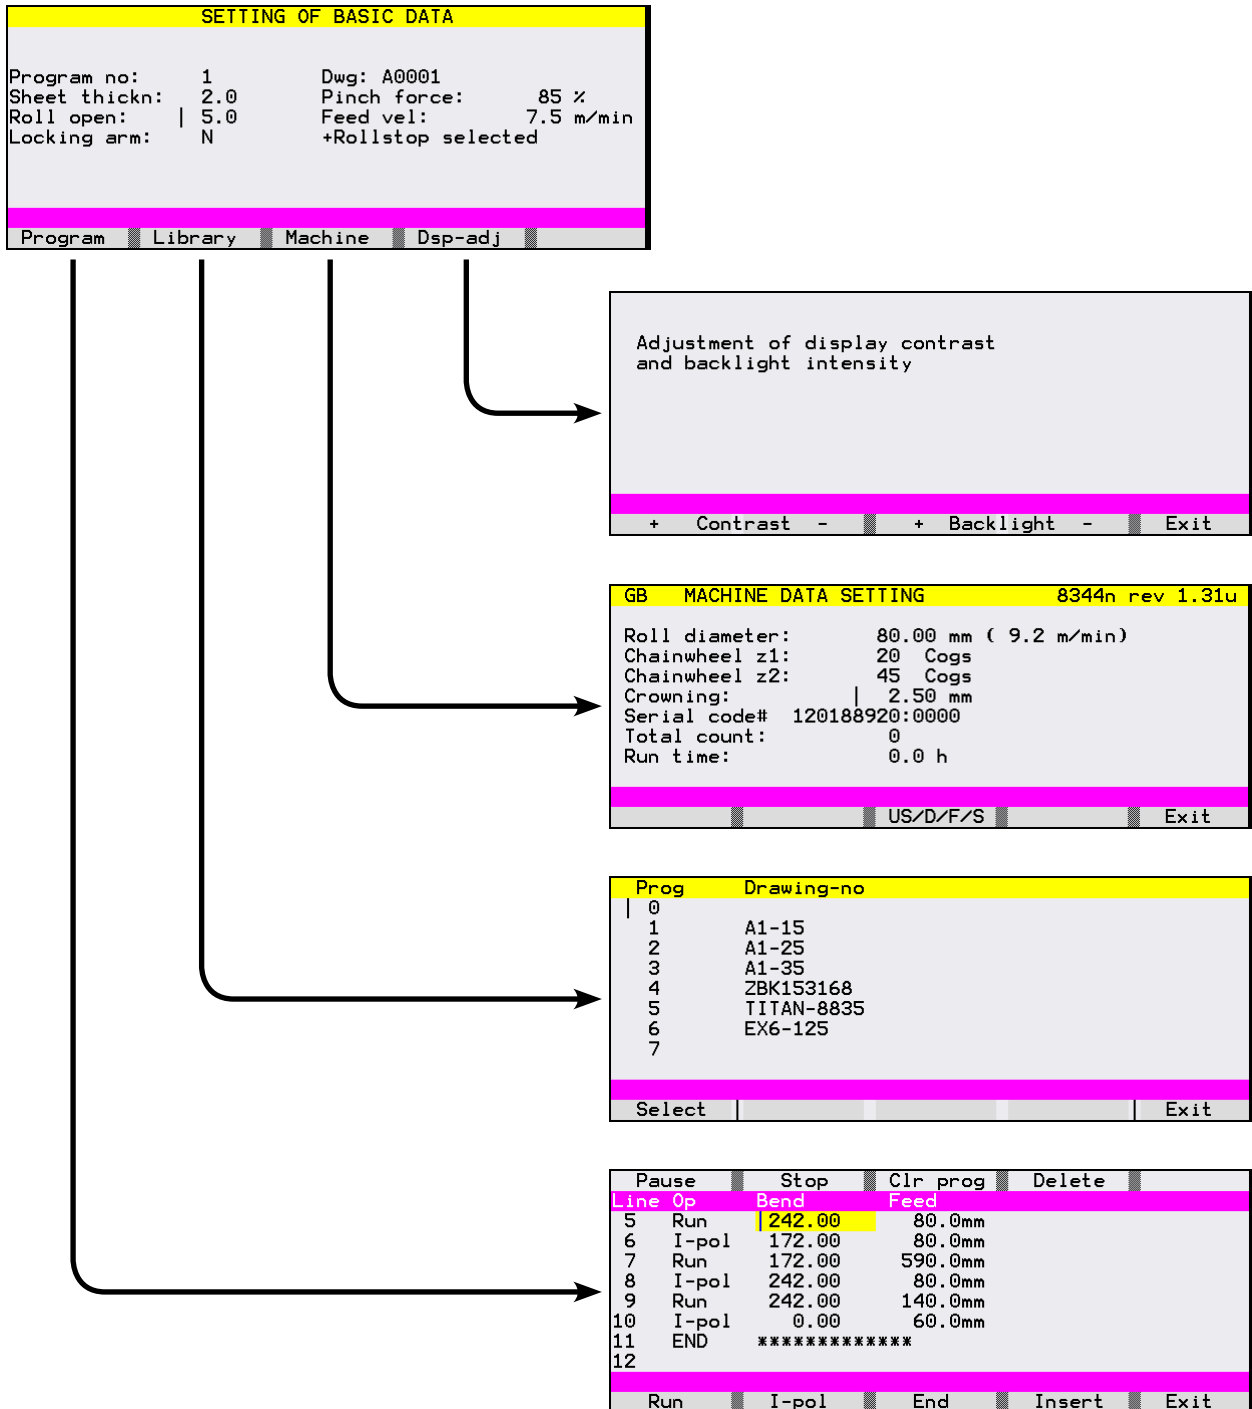 SETTING OF BASIC DATA
Program no: 1 Dwg: A0001
Sheet thickn: 2.0 Pinch force: 85 %
Roll open: | 5.0 Feed vel: 7.5 m/min
Locking arm: N +Rollstop selected
Program Library Machine Dsp-adj
Adjustment of display contrast
and backlight intensity
+ Contrast - + Backlight - Exit
GB MACHINE DATA SETTING 8344n rev 1.31u
Roll diameter: 80.00 mm ( 9.2 m/min)
Chainwheel z1: 20 Cogs
Chainwheel z2: 45 Cogs
Crowning: | 2.50 mm
Serial code# 120188920:0000
Total count: 0
Run time: 0.0 h
US/D/F/S Exit
Prog Drawing-no
| 0
1 A1-15
2 A1-25
3 A1-35
4 ZBK153168
5 TITAN-8835
6 EX6-125
7
Select | | Exit
Pause Stop Clr prog Delete
Line Op Bend Feed
5 Run |242.00 80.0mm
6 I-pol 172.00 80.0mm
7 Run 172.00 590.0mm
8 I-pol 242.00 80.0mm
9 Run 242.00 140.0mm
10 I-pol 0.00 60.0mm
11 END *************
12
Run I-pol End Insert Exit